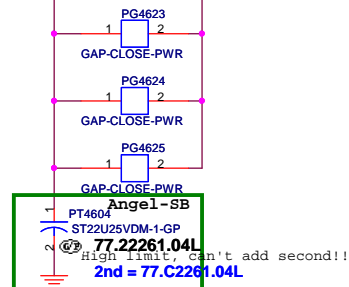 PG4623
1 2
GAP-CLOSE-PWR
PG4624
1 2
GAP-CLOSE-PWR
PG4625
1 2
GAP-CLOSE-PWR
Angel-SB
1
PT4604
ST22U25VDM-1-GP
2
G/P
77.22261.04L
High limit, can't add second!!
2nd = 77.C2261.04L